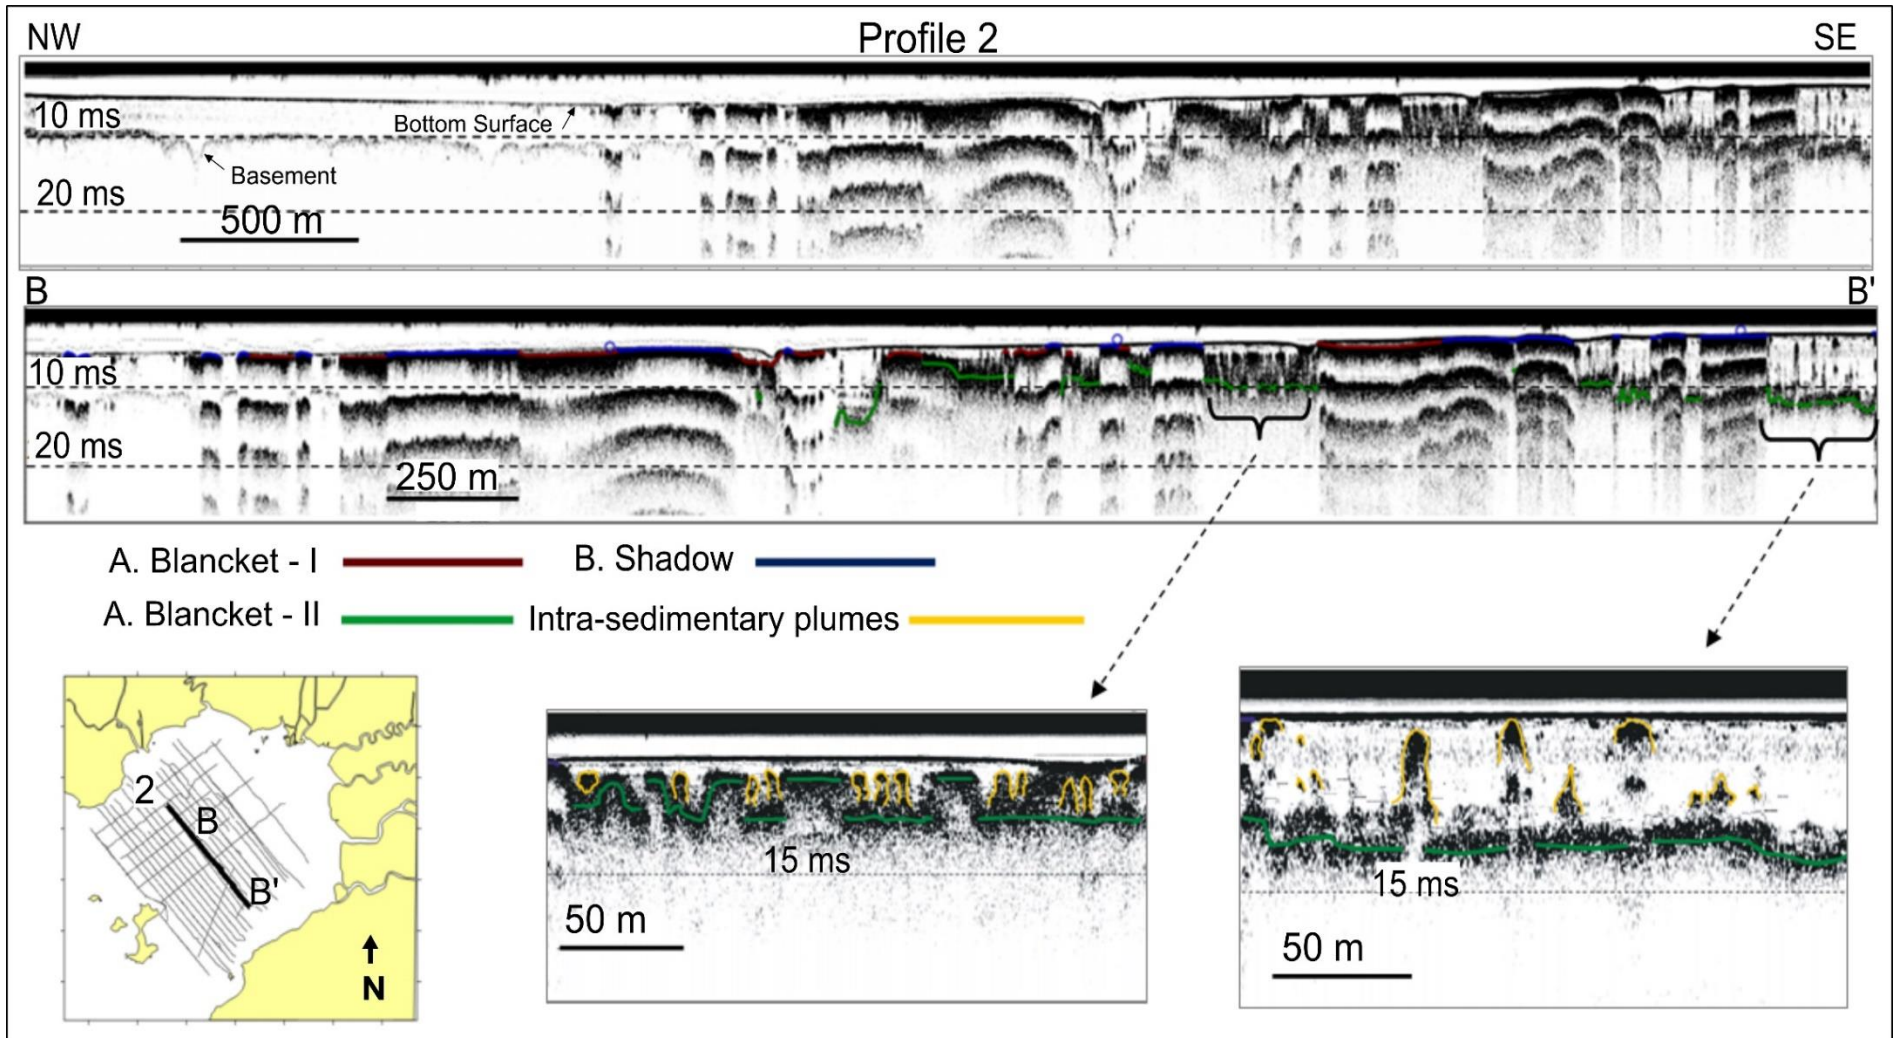 NW Profile 2 SE
10 ms
Bottom Surface
Basement
20 ms
500 m
B B'
10 ms
20 ms
250 m
A. Blancket - I B. Shadow
A. Blancket - II Intra-sedimentary plumes
2
B
B'
N
15 ms
50 m
15 ms
50 m